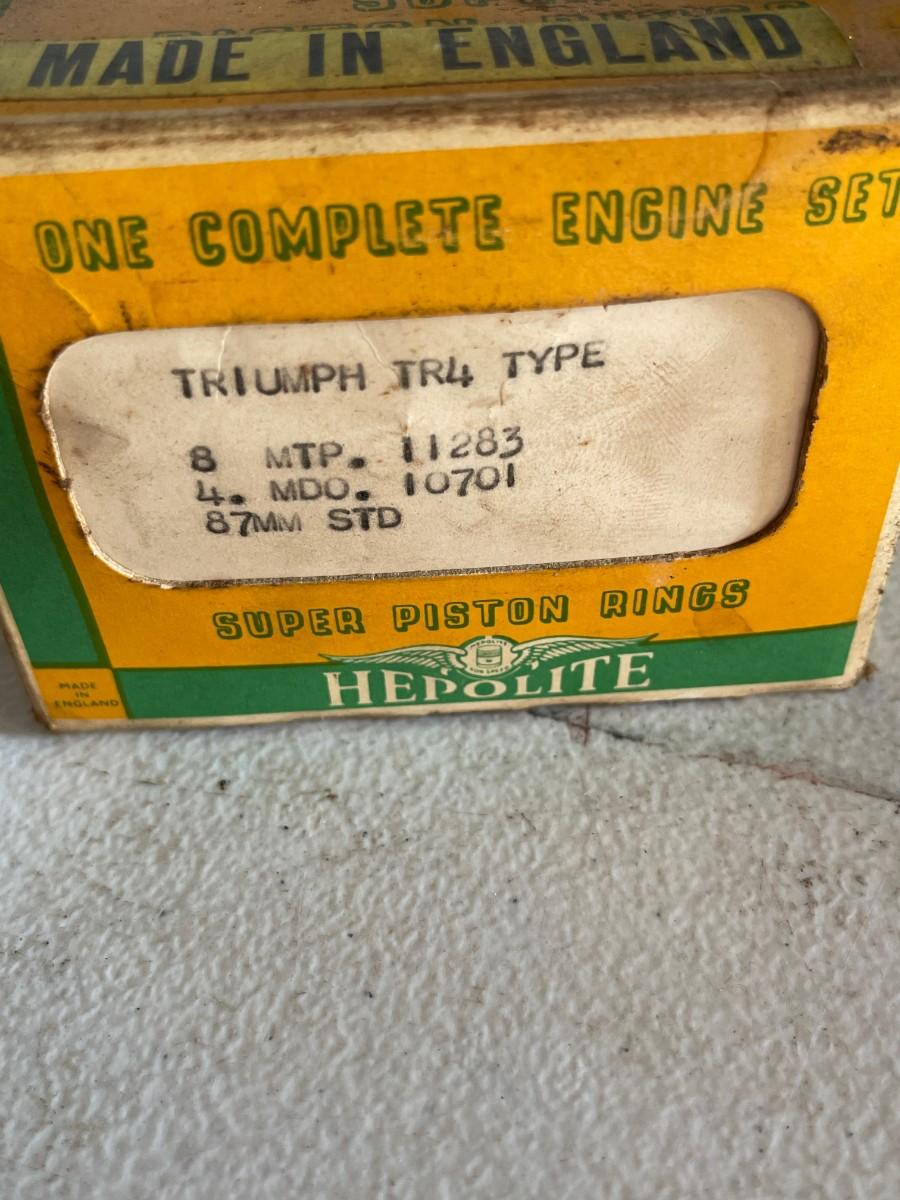 MADE IN ENGLAND
ONE COMPLETE ENGINE SET
TRIUMPH TR4 TYPE
8 MTP. 11283
4. MDO. 10701
87MM STD
SUPER PISTON RINGS
HEPOLITE
HEPOLITE
MADE
IN
ENGLAND